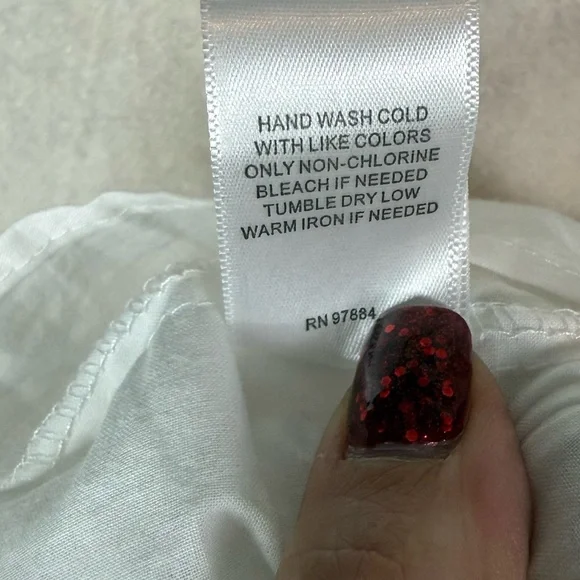 HAND WASH COLD
WITH LIKE COLORS
ONLY NON-CHLORINE
BLEACH IF NEEDED
TUMBLE DRY LOW
WARM IRON IF NEEDED
RN 97884